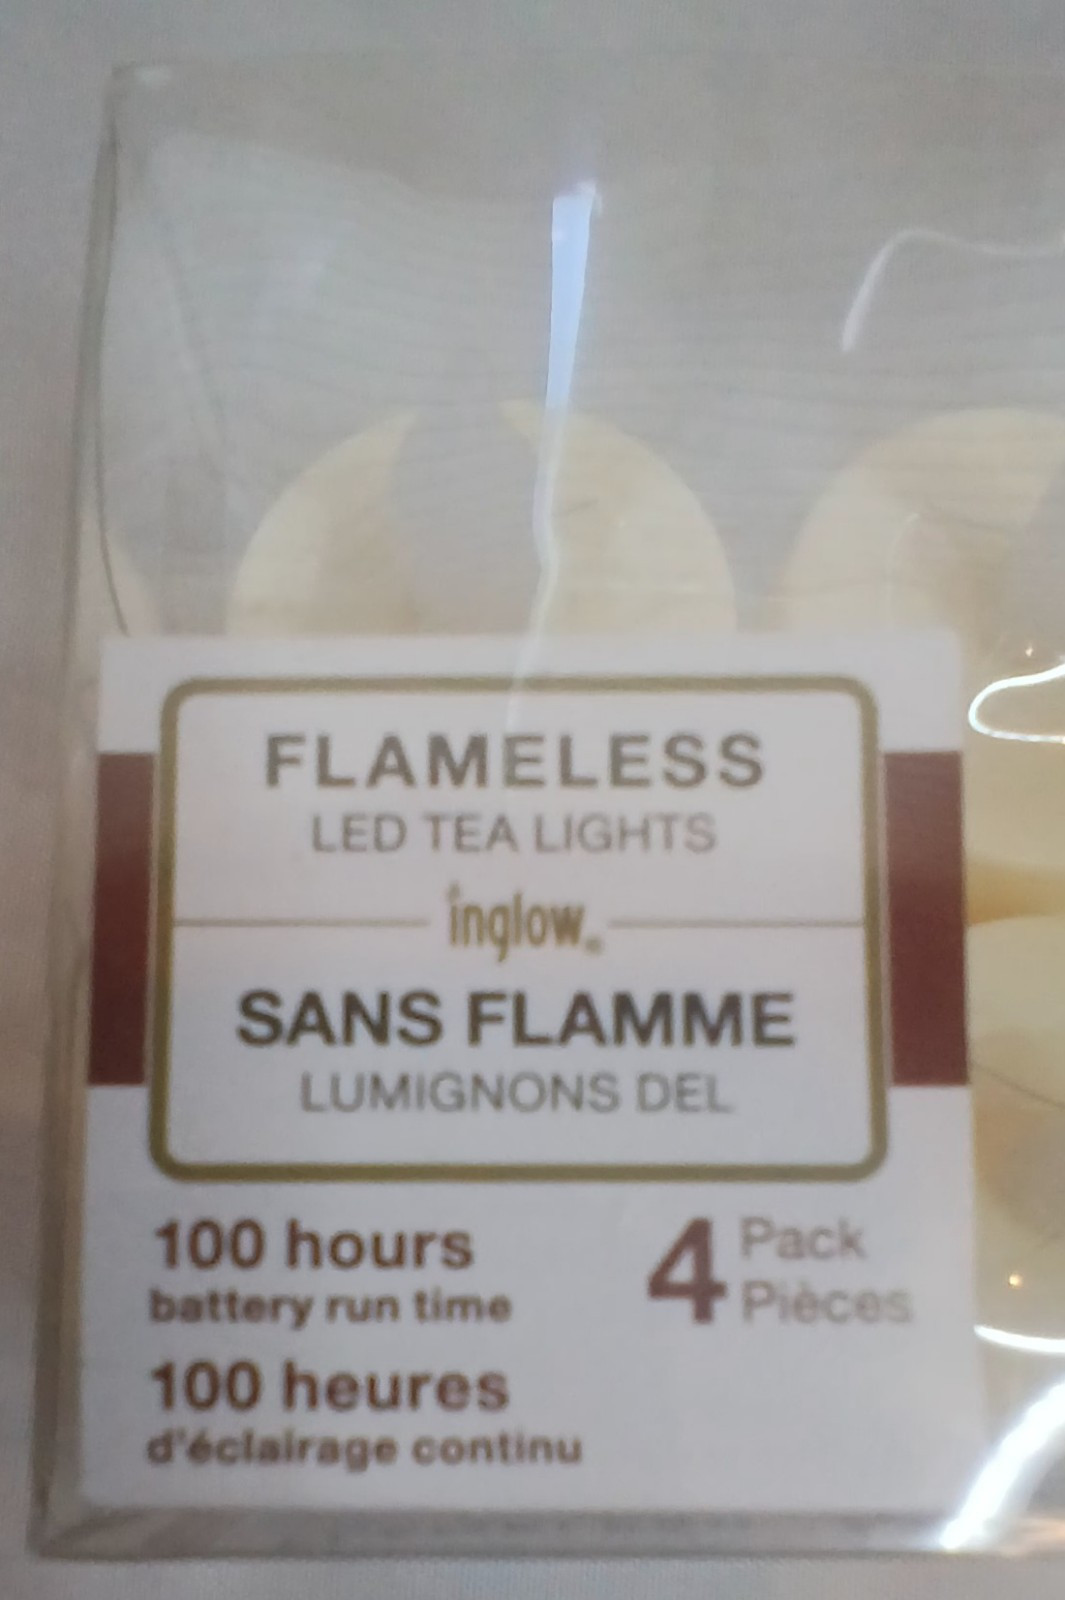 FLAMELESS
LED TEA LIGHTS
inglow®
SANS FLAMME
LUMIGNONS DEL
100 hours
battery run time
4 Pack
Pièces
100 heures
d'éclairage continu